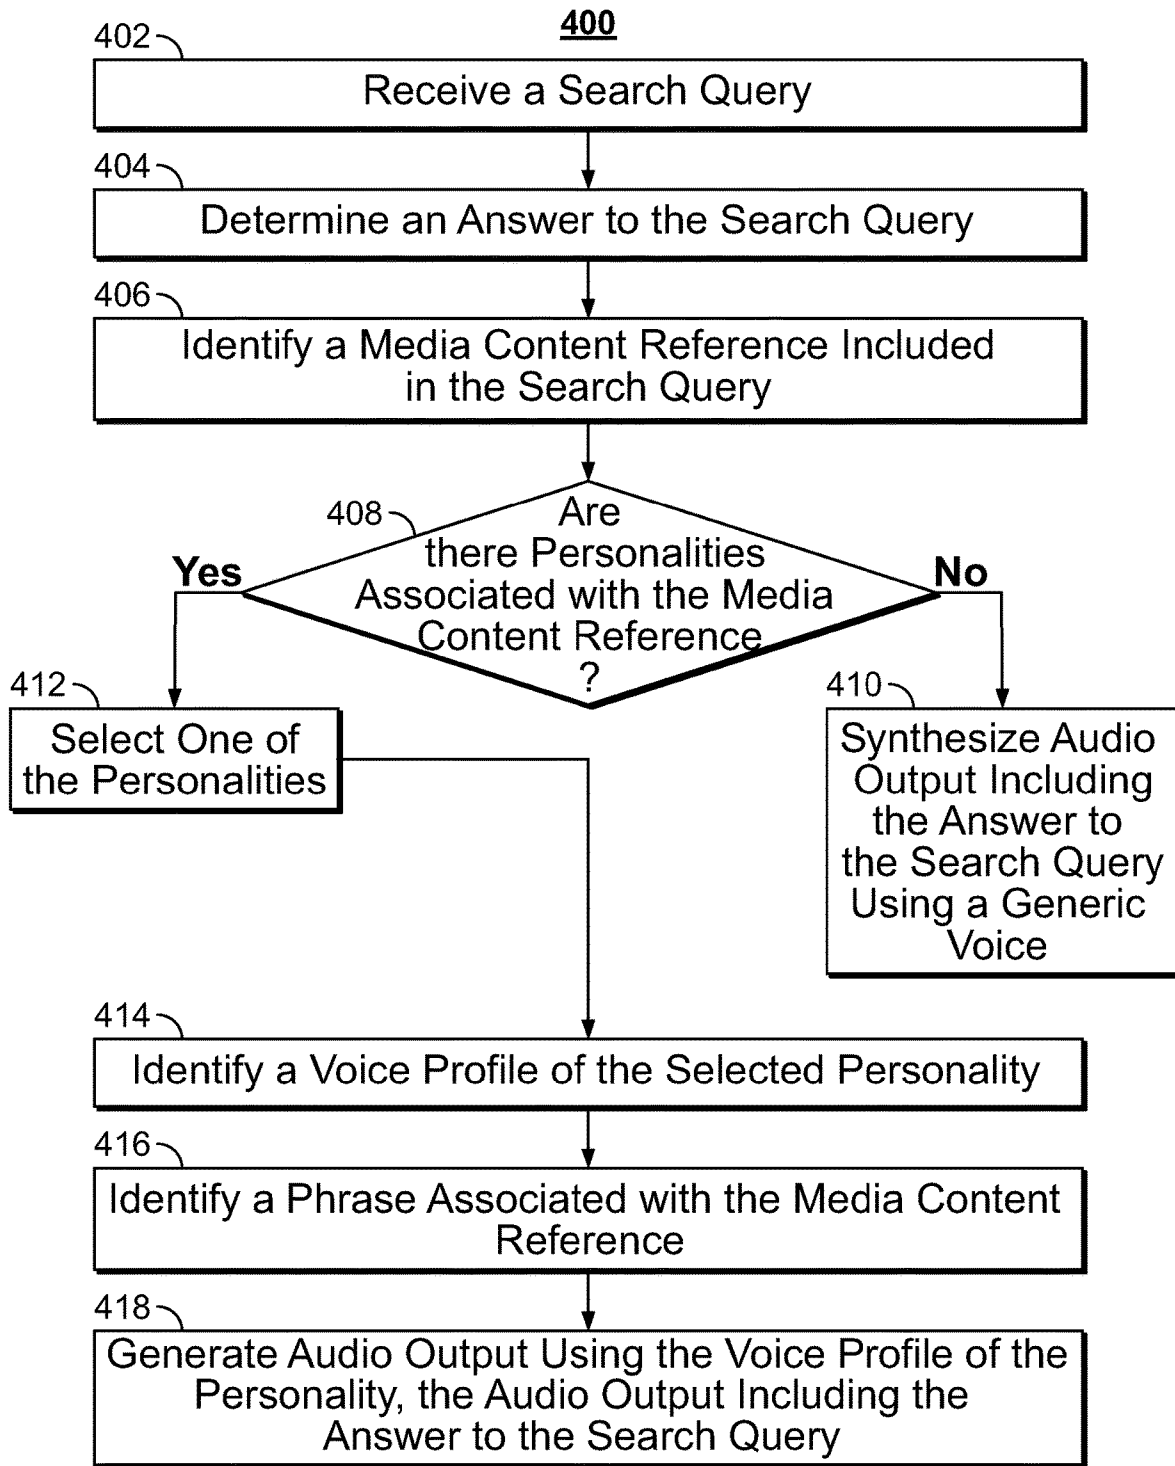 400
402
Receive a Search Query
404
Determine an Answer to the Search Query
406
Identify a Media Content Reference Included
in the Search Query
408
Are
there Personalities
Associated with the Media
Content Reference
?
Yes
No
412
Select One of
the Personalities
410
Synthesize Audio
Output Including
the Answer to
the Search Query
Using a Generic
Voice
414
Identify a Voice Profile of the Selected Personality
416
Identify a Phrase Associated with the Media Content
Reference
418
Generate Audio Output Using the Voice Profile of the
Personality, the Audio Output Including the
Answer to the Search Query